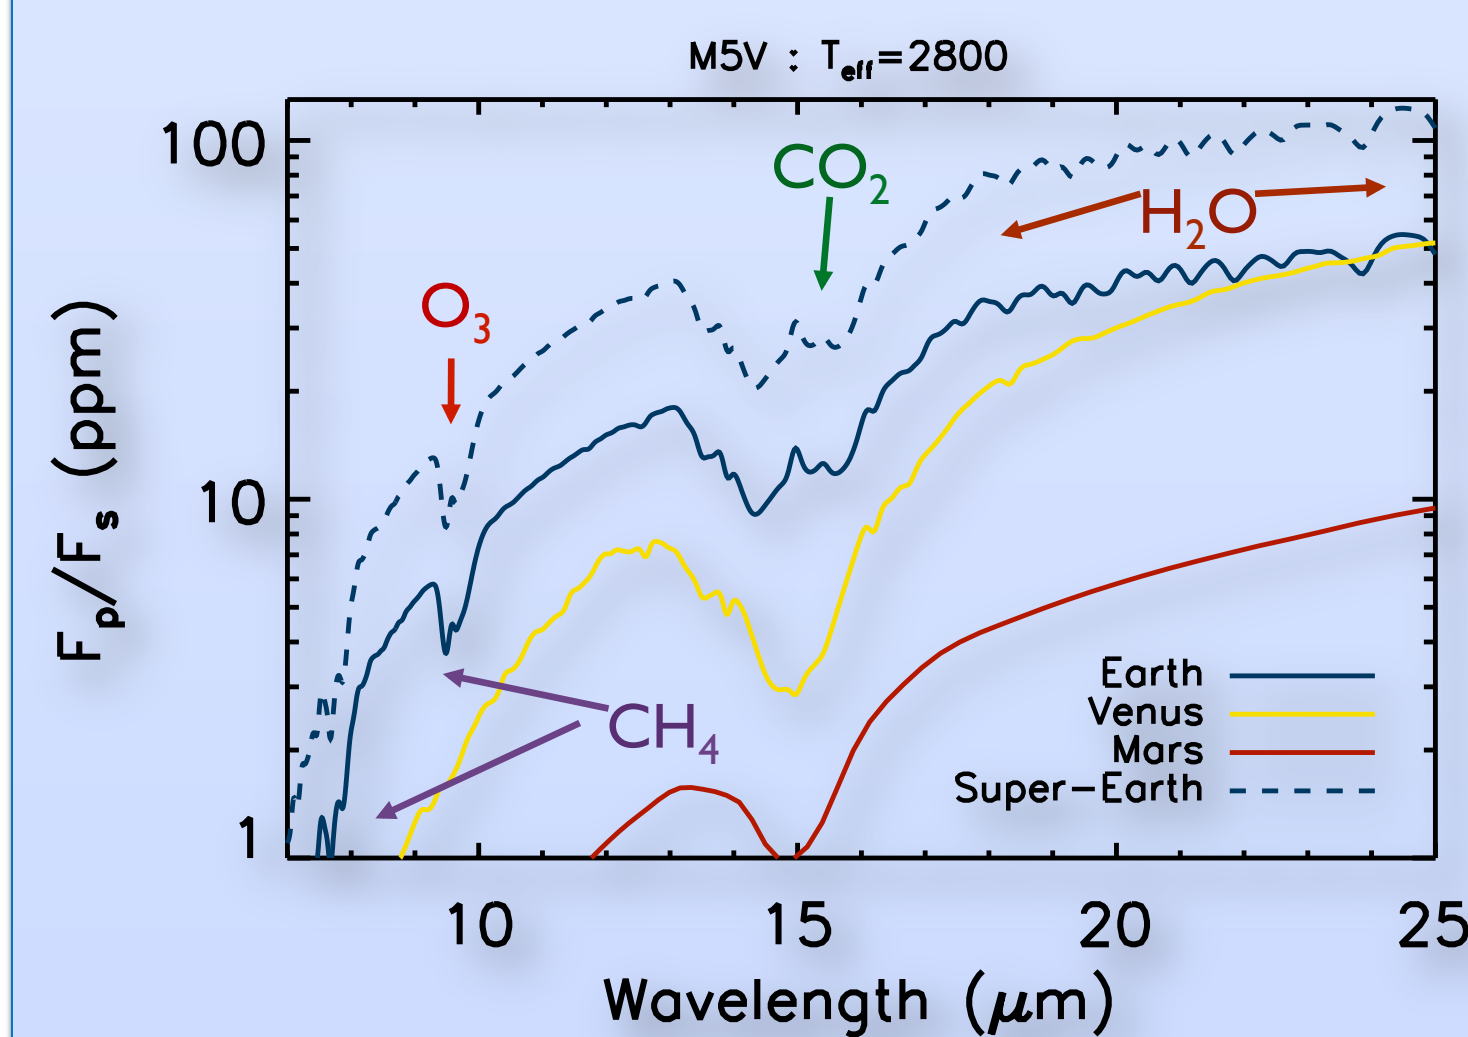 M5V : Teff=2800
100
CO2
H2O
O3
Fp/Fs (ppm)
10
Earth
CH4
Venus
Mars
Super-Earth
1
10
15
20
25
Wavelength (μm)